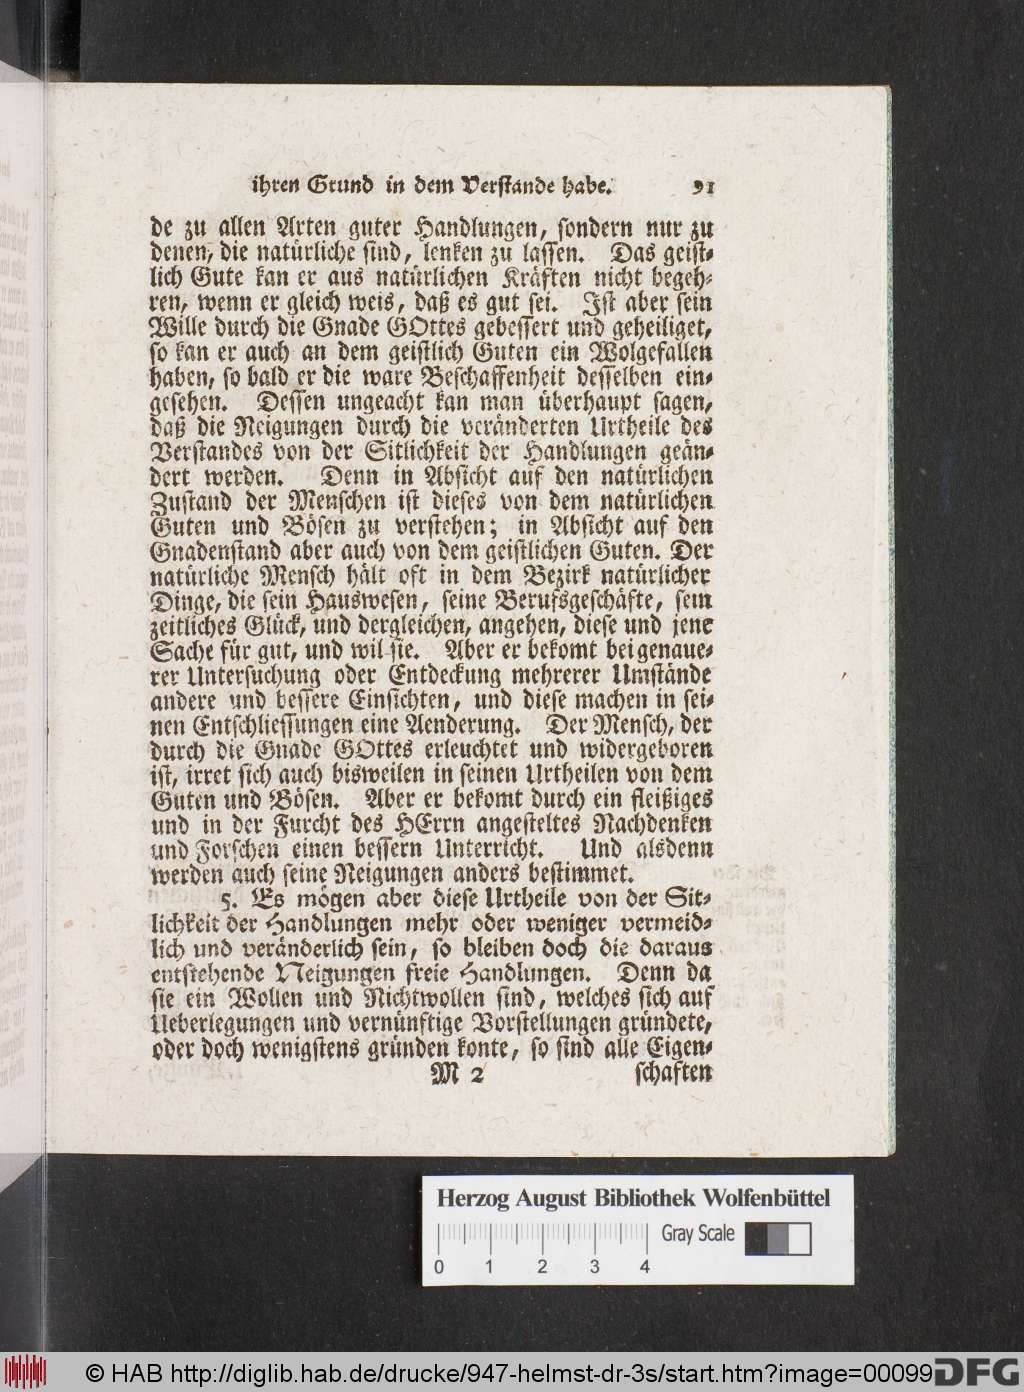 ihren Grund in dem Verstande habe. 91
de zu allen Arten guter Handlungen, sondern nur zu
denen, die natürliche sind, lenken zu lassen. Das geist-
lich Gute kan er aus natürlichen Kräften nicht begeh-
ren, wenn er gleich weis, daß es gut sei. Ist aber sein
Wille durch die Gnade GOttes gebessert und geheiliget,
so kan er auch an dem geistlich Guten ein Wolgefallen
haben, so bald er die ware Beschaffenheit desselben ein-
gesehen. Dessen ungeacht kan man überhaupt sagen,
daß die Neigungen durch die veränderten Urtheile des
Verstandes von der Sitlichkeit der Handlungen geän-
dert werden. Denn in Absicht auf den natürlichen
Zustand der Menschen ist dieses von dem natürlichen
Guten und Bösen zu verstehen; in Absicht auf den
Gnadenstand aber auch von dem geistlichen Guten. Der
natürliche Mensch hält oft in dem Bezirk natürlicher
Dinge, die sein Hauswesen, seine Berufsgeschäfte, sein
zeitliches Glück, und dergleichen, angehen, diese und jene
Sache für gut, und wil sie. Aber er bekomt bei genaue-
rer Untersuchung oder Entdeckung mehrerer Umstände
andere und bessere Einsichten, und diese machen in sei-
nen Entschliessungen eine Aenderung. Der Mensch, der
durch die Gnade GOttes erleuchtet und widergeboren
ist, irret sich auch bisweilen in seinen Urtheilen von dem
Guten und Bösen. Aber er bekomt durch ein fleißiges
und in der Furcht des HErrn angesteltes Nachdenken
und Forschen einen bessern Unterricht. Und alsdenn
werden auch seine Neigungen anders bestimmet.
5. Es mögen aber diese Urtheile von der Sit-
lichkeit der Handlungen mehr oder weniger vermeid-
lich und veränderlich sein, so bleiben doch die daraus
entstehende Neigungen freie Handlungen. Denn da
sie ein Wollen und Nichtwollen sind, welches sich auf
Ueberlegungen und vernünftige Vorstellungen gründete,
oder doch wenigstens gründen konte, so sind alle Eigen-
M 2 schaften
Herzog August Bibliothek Wolfenbüttel
Gray Scale
0 1 2 3 4
© HAB http://diglib.hab.de/drucke/947-helmst-dr-3s/start.htm?image=00099
DFG